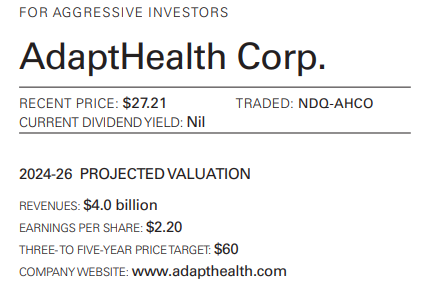 FOR AGGRESSIVE INVESTORS
AdaptHealth Corp.
RECENT PRICE: $27.21 TRADED: NDQ-AHCO
CURRENT DIVIDEND YIELD: Nil
2024-26 PROJECTED VALUATION
REVENUES: $4.0 billion
EARNINGS PER SHARE: $2.20
THREE- TO FIVE-YEAR PRICE TARGET: $60
COMPANY WEBSITE: www.adapthealth.com